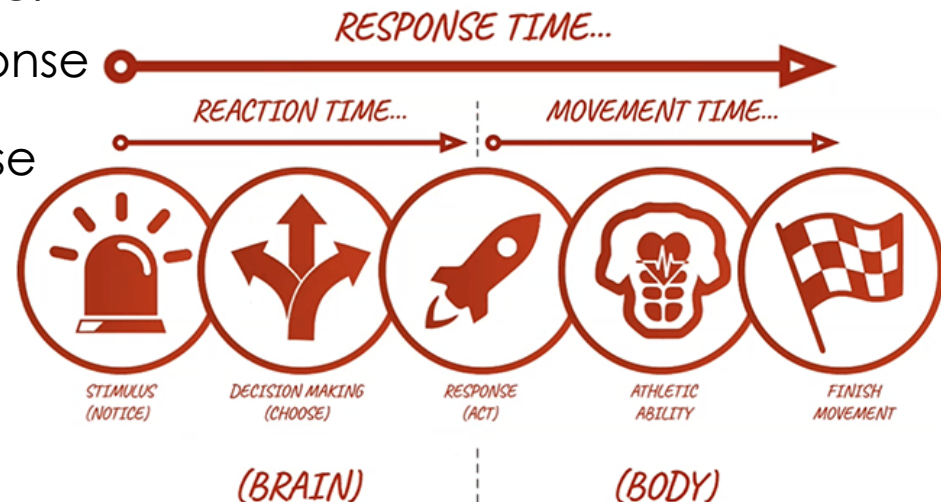 RESPONSE TIME...
onse
REACTION TIME...
MOVEMENT TIME...
se
STIMULUS
(NOTICE)
DECISION MAKING
(CHOOSE)
RESPONSE
(ACT)
ATHLETIC
ABILITY
FINISH
MOVEMENT
(BRAIN)
(BODY)